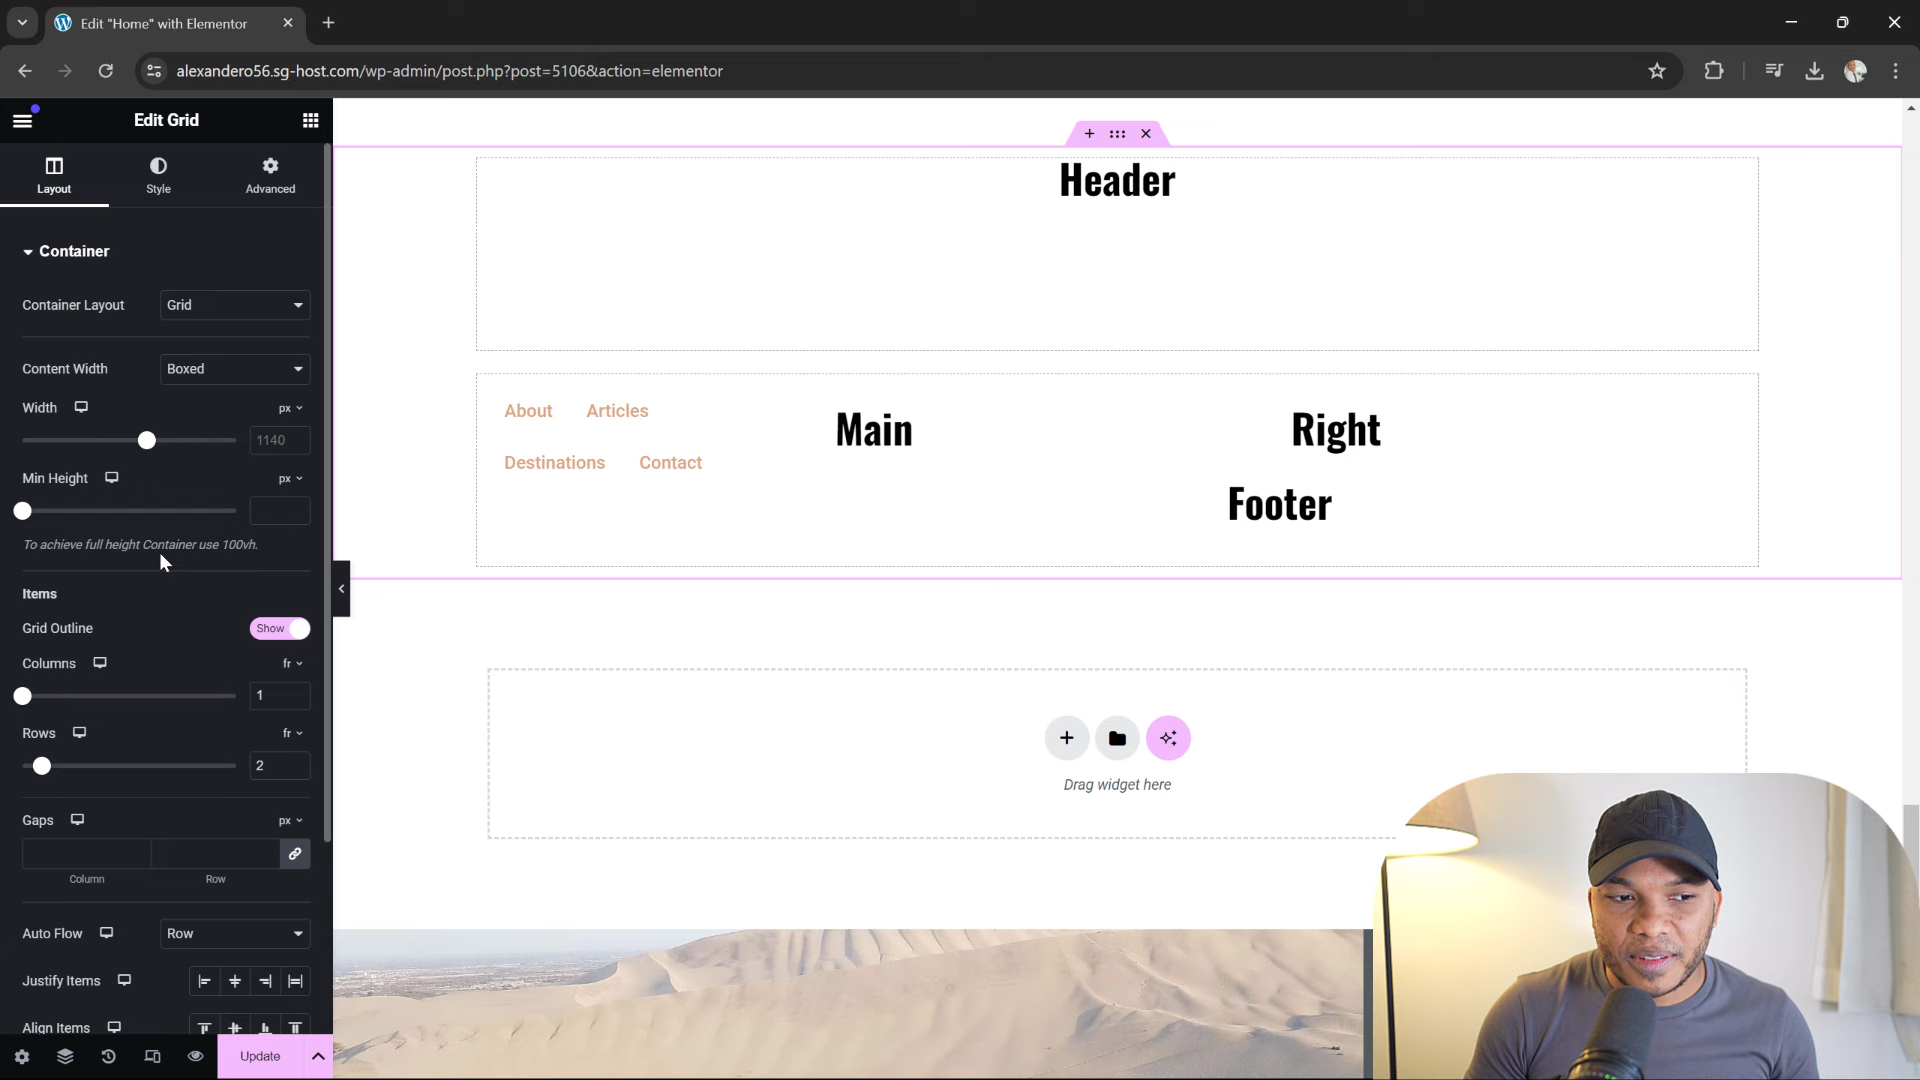 Edit "Home" with Elementor
alexandero56.sg-host.com/wp-admin/post.php?post=5106&action=elementor
Edit Grid
Layout Style Advanced
Container
Container Layout Grid
Content Width Boxed
Width px
1140
Min Height px
To achieve full height Container use 100vh.
Items
Grid Outline Show
Columns fr
1
Rows fr
2
Gaps px
Column Row
Auto Flow Row
Justify Items
Align Items
Update
Header
About Articles
Destinations Contact
Main
Right
Footer
Drag widget here